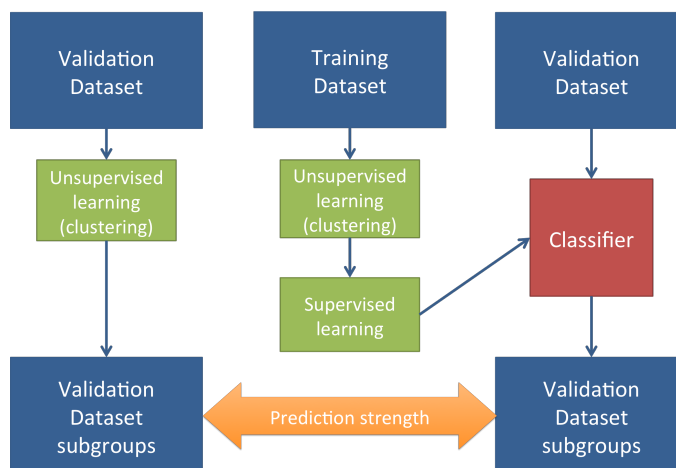 Validation
Dataset
Training
Dataset
Validation
Dataset
Unsupervised
learning
(clustering)
Unsupervised
learning
(clustering)
Classifier
Supervised
learning
Validation
Dataset
subgroups
Prediction strength
Validation
Dataset
subgroups